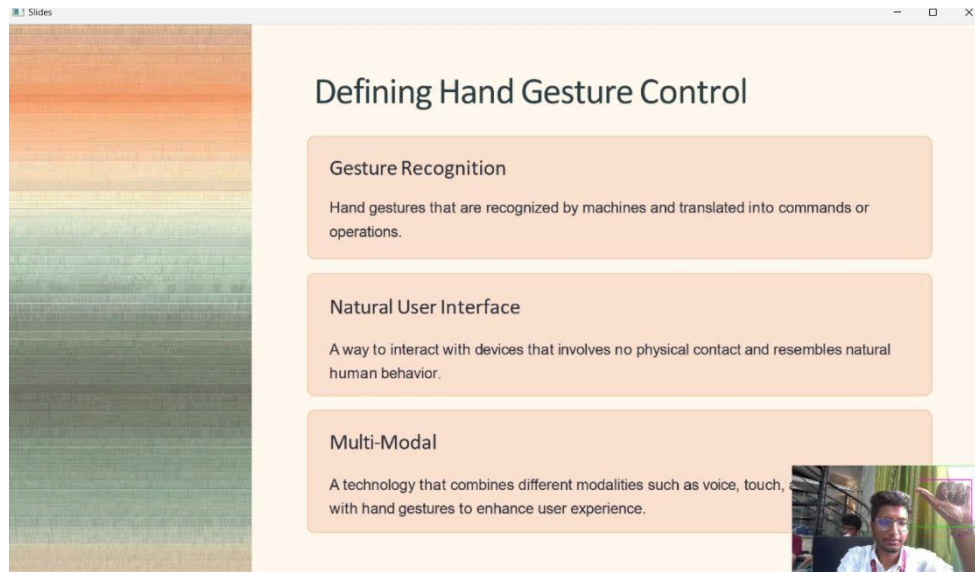 Slides
Defining Hand Gesture Control
Gesture Recognition
Hand gestures that are recognized by machines and translated into commands or
operations.
Natural User Interface
A way to interact with devices that involves no physical contact and resembles natural
human behavior.
Multi-Modal
A technology that combines different modalities such as voice, touch,
with hand gestures to enhance user experience.